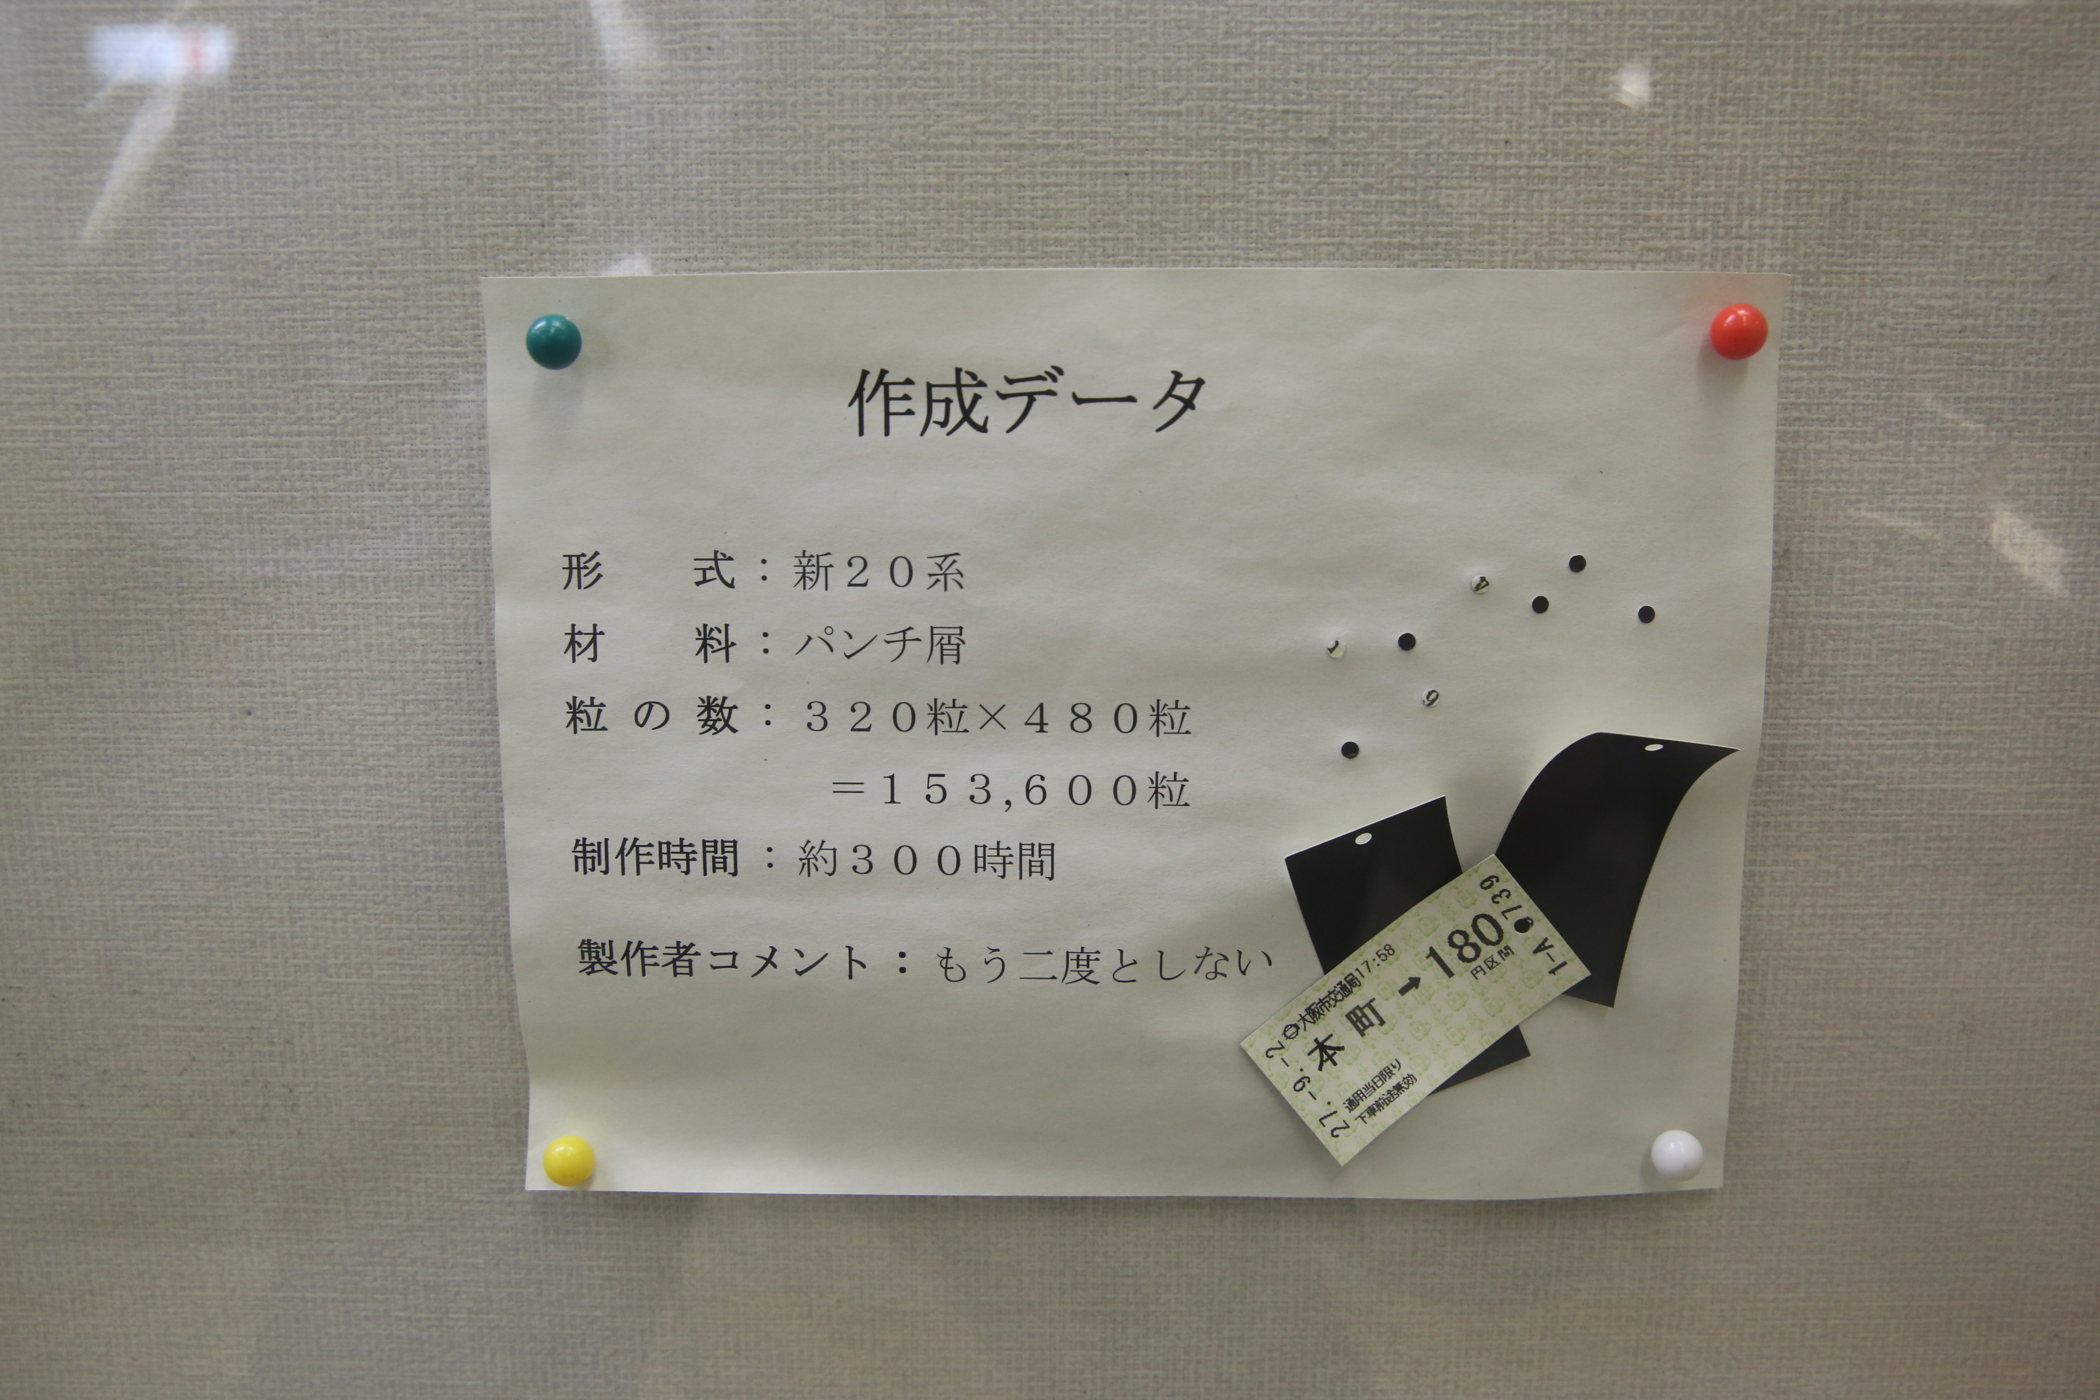 作成データ
形　　式：新２０系
材　　料：パンチ屑
粒 の 数：３２０粒×４８０粒
＝１５３,６００粒
制作時間：約３００時間
製作者コメント：もう二度としない
大阪市交通局17:58
本町→180
円区間
通用当日限り
下車前途無効
27.-9.-2
739
1-A
4
1
6